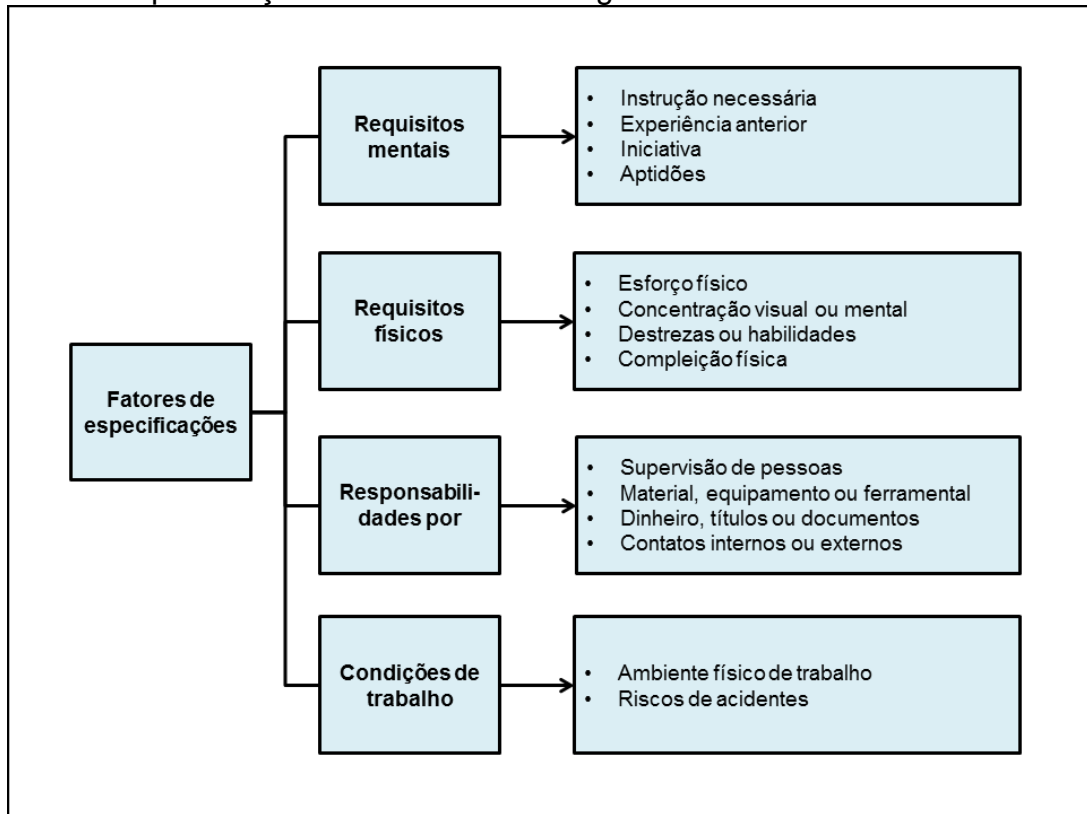 Requisitos
mentais
• Instrução necessária
• Experiência anterior
• Iniciativa
• Aptidões
Requisitos
físicos
• Esforço físico
• Concentração visual ou mental
• Destrezas ou habilidades
• Compleição física
Fatores de
especificações
Responsabili-
dades por
• Supervisão de pessoas
• Material, equipamento ou ferramental
• Dinheiro, títulos ou documentos
• Contatos internos ou externos
Condições de
trabalho
• Ambiente físico de trabalho
• Riscos de acidentes